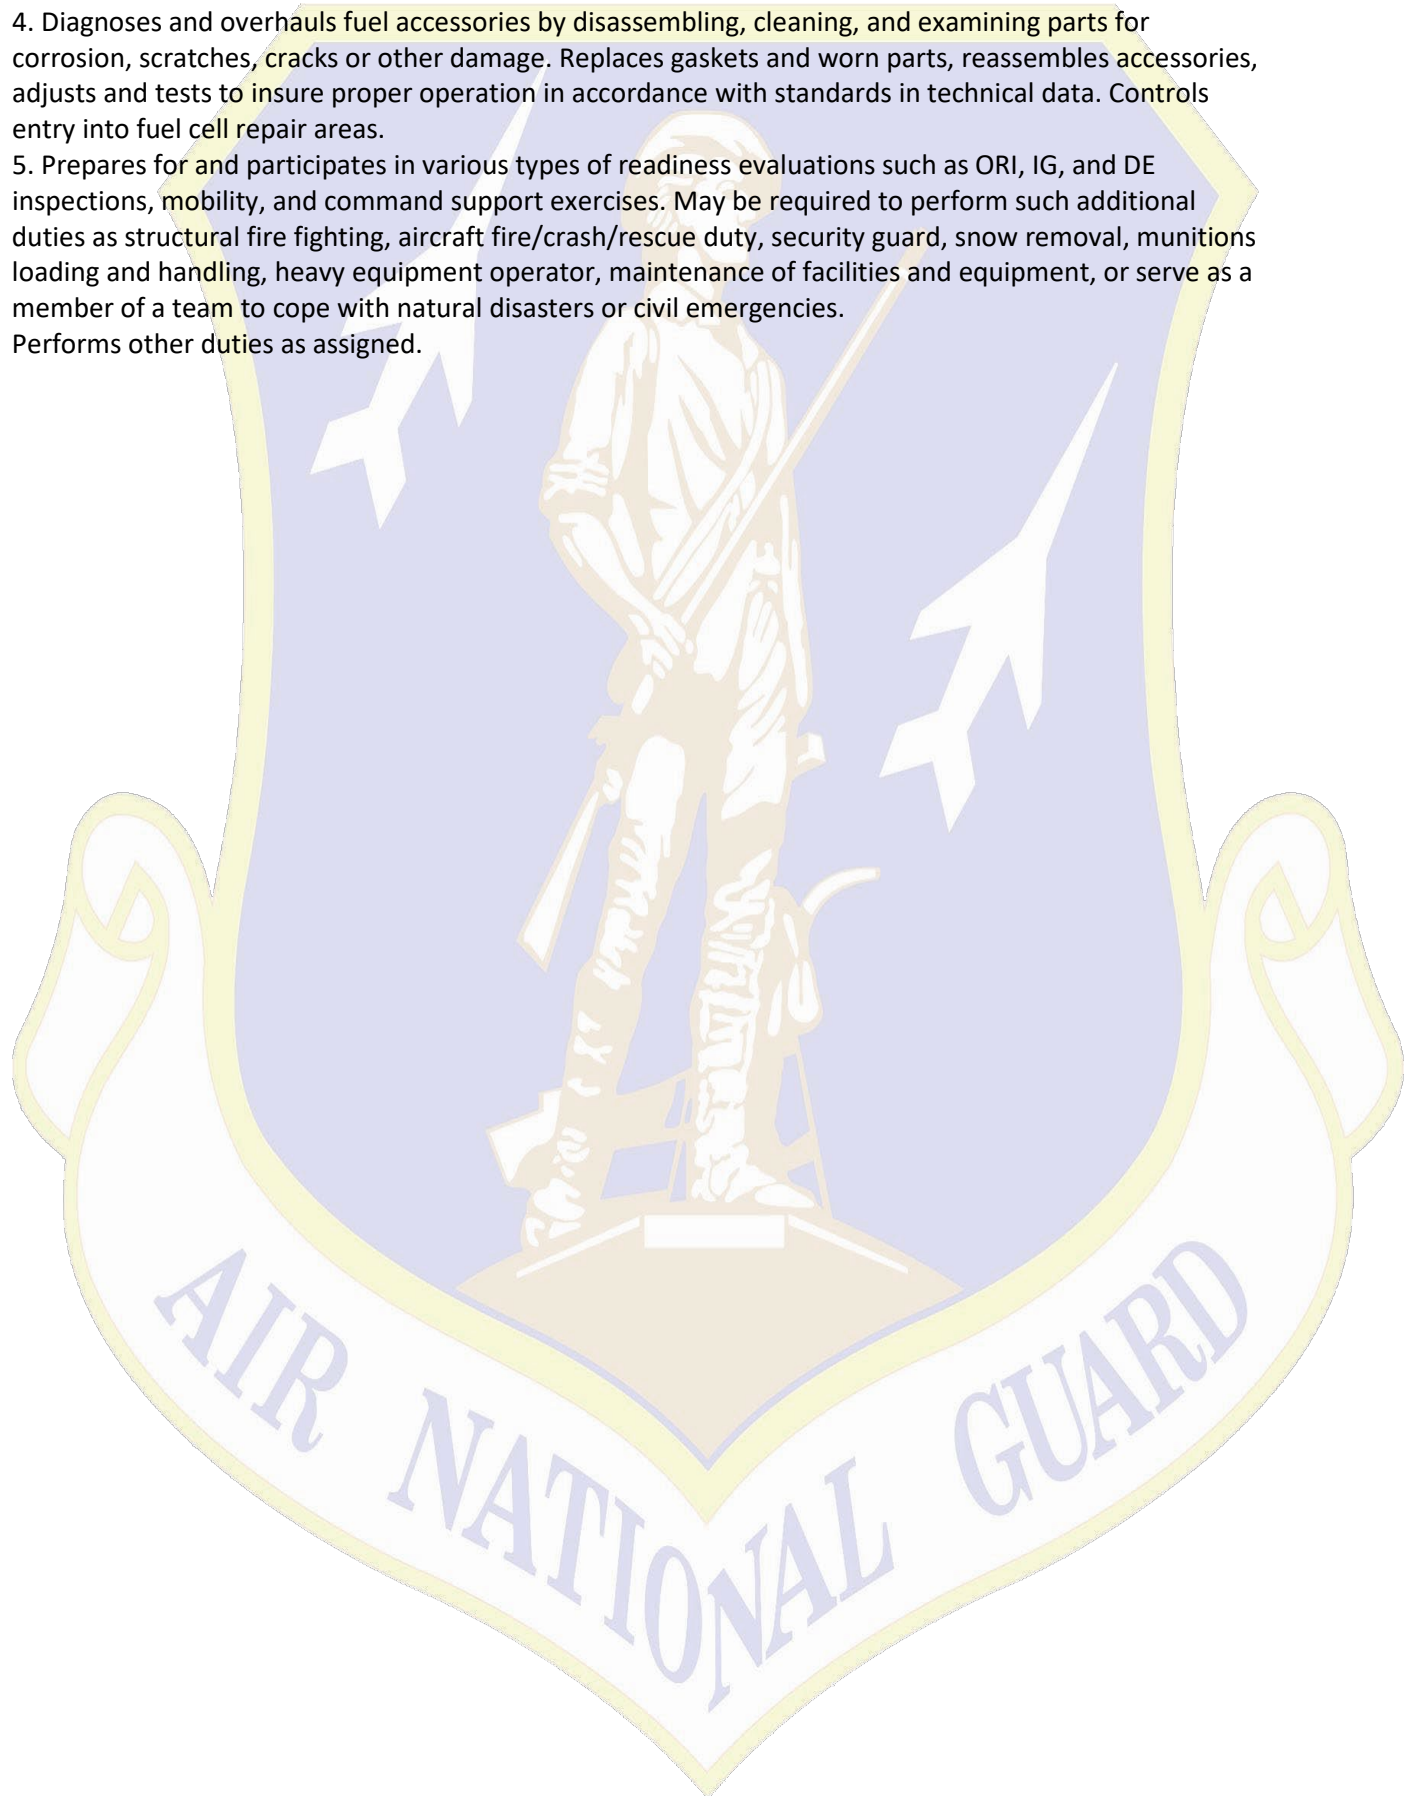 4. Diagnoses and overhauls fuel accessories by disassembling, cleaning, and examining parts for
corrosion, scratches, cracks or other damage. Replaces gaskets and worn parts, reassembles accessories,
adjusts and tests to insure proper operation in accordance with standards in technical data. Controls
entry into fuel cell repair areas.
5. Prepares for and participates in various types of readiness evaluations such as ORI, IG, and DE
inspections, mobility, and command support exercises. May be required to perform such additional
duties as structural fire fighting, aircraft fire/crash/rescue duty, security guard, snow removal, munitions
loading and handling, heavy equipment operator, maintenance of facilities and equipment, or serve as a
member of a team to cope with natural disasters or civil emergencies.
Performs other duties as assigned.
AIR NATIONAL GUARD